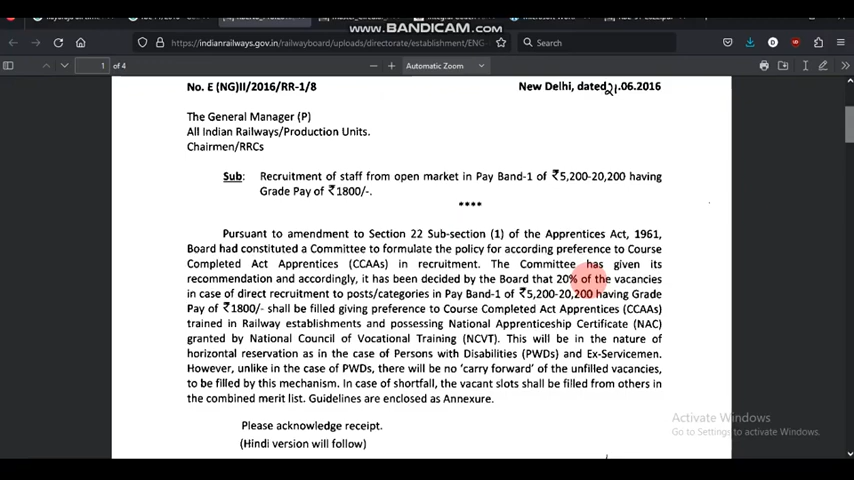 WWW.BANDICAM.COM
https://indianrailways.gov.in/railwayboard/uploads/directorate/establishment/ENG-
Search
1 of 4
Automatic Zoom
No. E (NG)II/2016/RR-1/8 New Delhi, dated 21.06.2016
The General Manager (P)
All Indian Railways/Production Units.
Chairmen/RRCs
Sub: Recruitment of staff from open market in Pay Band-1 of ₹5,200-20,200 having
Grade Pay of ₹1800/-.
****
Pursuant to amendment to Section 22 Sub-section (1) of the Apprentices Act, 1961,
Board had constituted a Committee to formulate the policy for according preference to Course
Completed Act Apprentices (CCAAs) in recruitment. The Committee has given its
recommendation and accordingly, it has been decided by the Board that 20% of the vacancies
in case of direct recruitment to posts/categories in Pay Band-1 of ₹5,200-20,200 having Grade
Pay of ₹1800/- shall be filled giving preference to Course Completed Act Apprentices (CCAAs)
trained in Railway establishments and possessing National Apprenticeship Certificate (NAC)
granted by National Council of Vocational Training (NCVT). This will be in the nature of
horizontal reservation as in the case of Persons with Disabilities (PWDs) and Ex-Servicemen.
However, unlike in the case of PWDs, there will be no 'carry forward' of the unfilled vacancies,
to be filled by this mechanism. In case of shortfall, the vacant slots shall be filled from others in
the combined merit list. Guidelines are enclosed as Annexure.
Please acknowledge receipt.
(Hindi version will follow)
Activate Windows
Go to Settings to activate Windows.